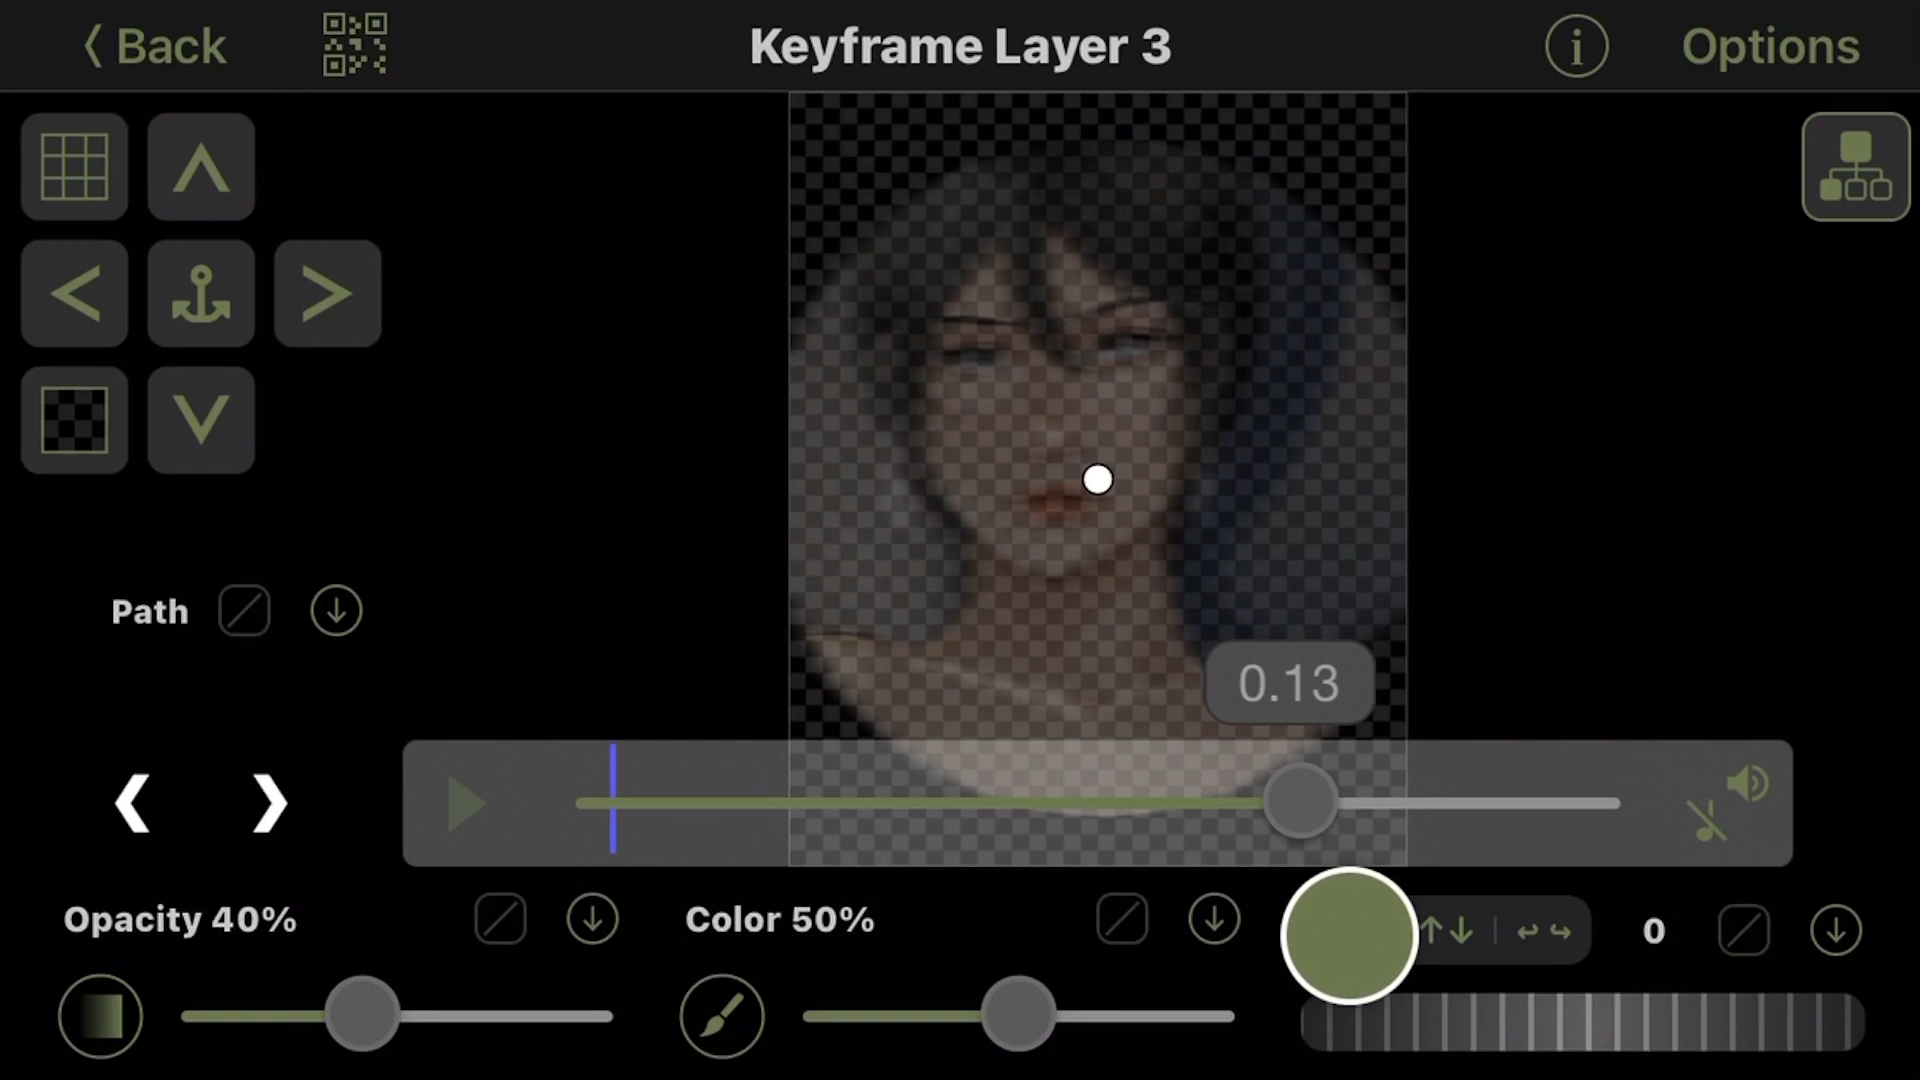 Back
Keyframe Layer 3
Options
Path
0.13
Opacity 40%
Color 50%
0